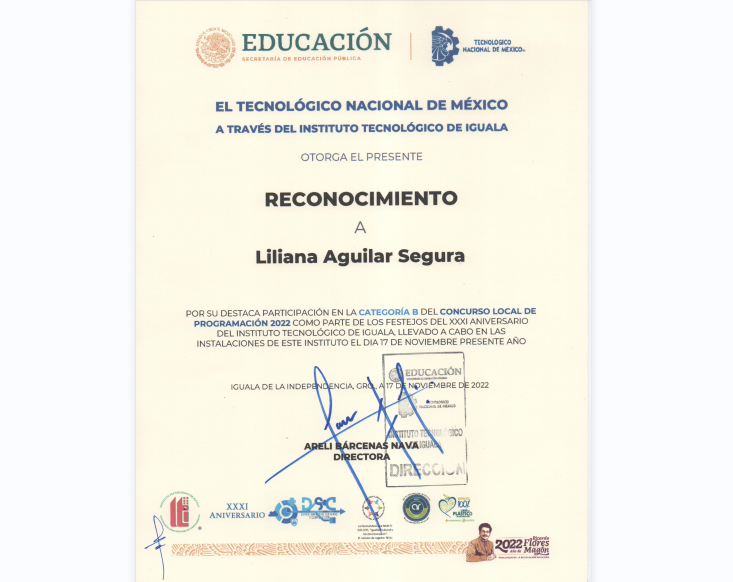 EDUCACIÓN
SECRETARÍA DE EDUCACIÓN PÚBLICA
TECNOLÓGICO
NACIONAL DE MÉXICO
EL TECNOLÓGICO NACIONAL DE MÉXICO
A TRAVÉS DEL INSTITUTO TECNOLÓGICO DE IGUALA
OTORGA EL PRESENTE
RECONOCIMIENTO
A
Liliana Aguilar Segura
POR SU DESTACA PARTICIPACIÓN EN LA CATEGORÍA B DEL CONCURSO LOCAL DE
PROGRAMACIÓN 2022 COMO PARTE DE LOS FESTEJOS DEL XXXI ANIVERSARIO
DEL INSTITUTO TECNOLÓGICO DE IGUALA, LLEVADO A CABO EN LAS
INSTALACIONES DE ESTE INSTITUTO EL DIA 17 DE NOVIEMBRE PRESENTE AÑO
EDUCACIÓN
IGUALA DE LA INDEPENDENCIA, GRO., A 17 DE NOVIEMBRE DE 2022
TECNOLÓGICO
NACIONAL DE MÉXICO
INSTITUTO TECNOLÓGICO
IGUALA
ARELI BÁRCENAS NAVA
DIRECTORA
DIRECCIÓN
XXXI
ANIVERSARIO
DSC
100%
PLÁSTICO
2022 Ricardo
Año de Flores
Magón